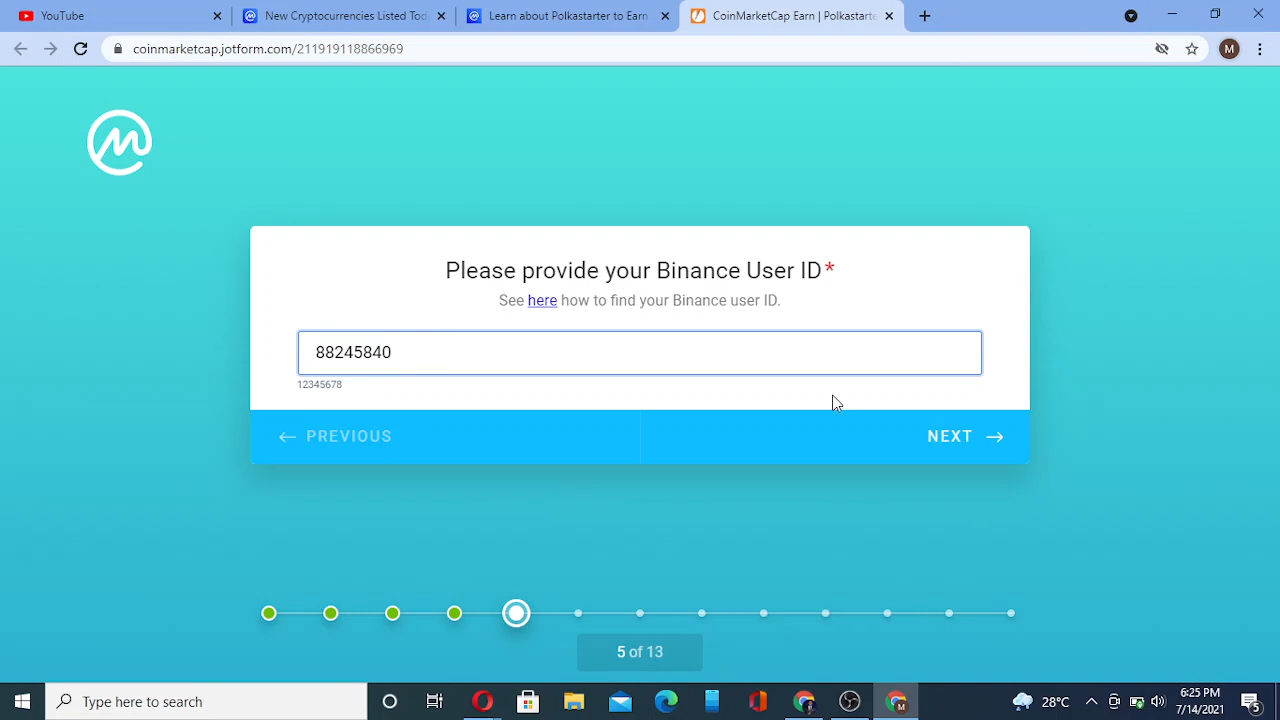 YouTube
New Cryptocurrencies Listed Tod
Learn about Polkastarter to Earn
CoinMarketCap Earn | Polkastarte
coinmarketcap.jotform.com/211919118866969
M
Please provide your Binance User ID*
See here how to find your Binance user ID.
88245840
12345678
← PREVIOUS
NEXT →
5 of 13
Type here to search
28°C
6:25 PM
7/14/2021
5